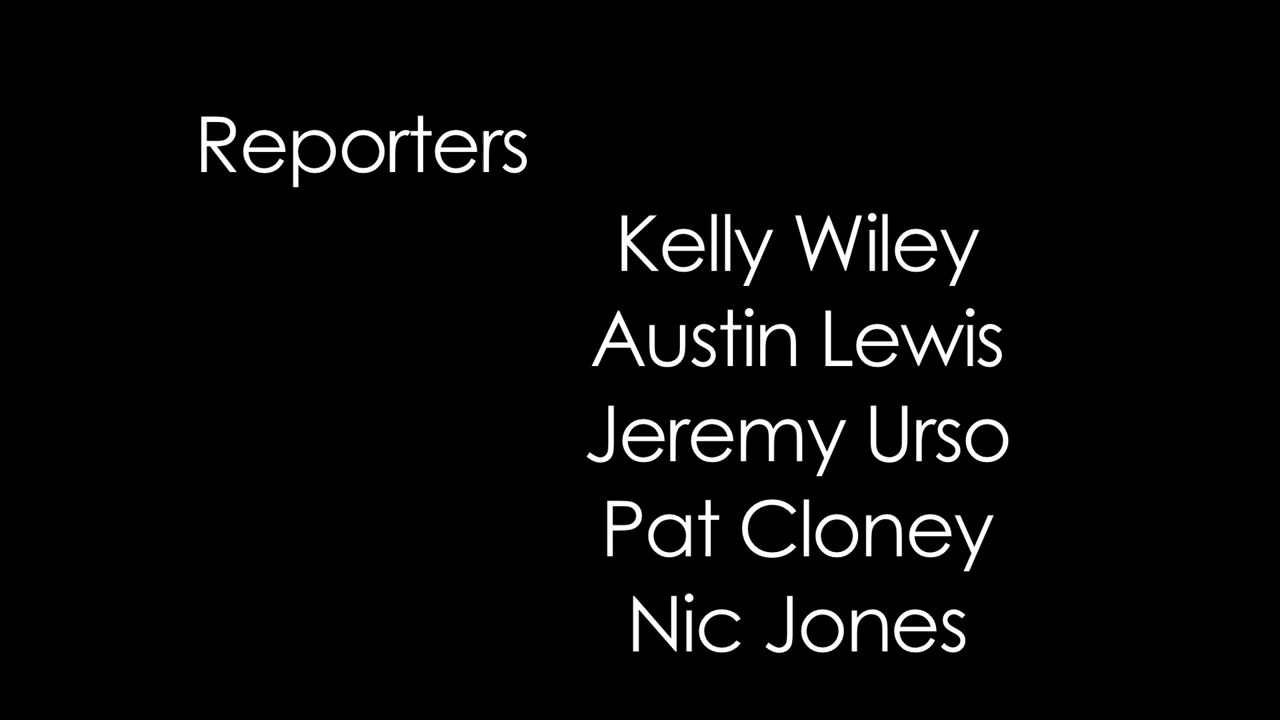 Reporters
Kelly Wiley
Austin Lewis
Jeremy Urso
Pat Cloney
Nic Jones